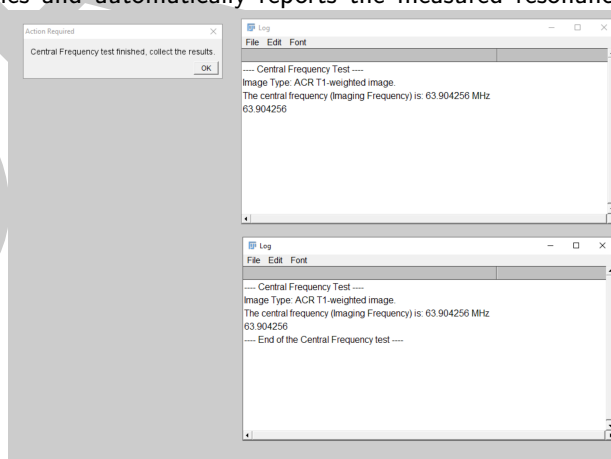 and automatically reports the measured
Action Required
Central Frequency test finished, collect the results.
OK
Log
File Edit Font
---- Central Frequency Test ----
Image Type: ACR T1-weighted image.
The central frequency (Imaging Frequency) is: 63.904256 MHz
63.904256
Log
File Edit Font
---- Central Frequency Test ----
Image Type: ACR T1-weighted image.
The central frequency (Imaging Frequency) is: 63.904256 MHz
63.904256
---- End of the Central Frequency test ----